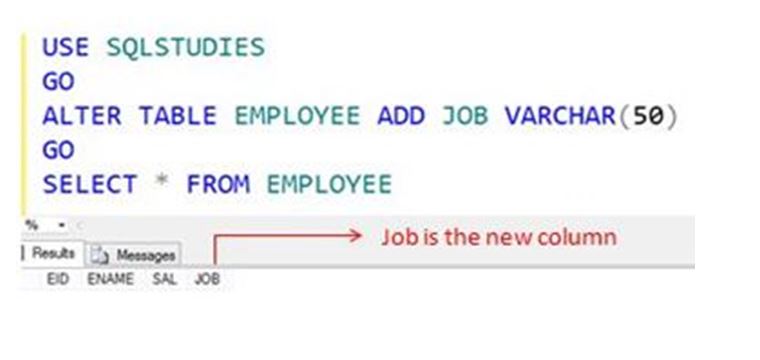 USE SQLSTUDIES
GO
ALTER TABLE EMPLOYEE ADD JOB VARCHAR(50)
GO
SELECT * FROM EMPLOYEE
%
Job is the new column
Results Messages
EID ENAME SAL JOB